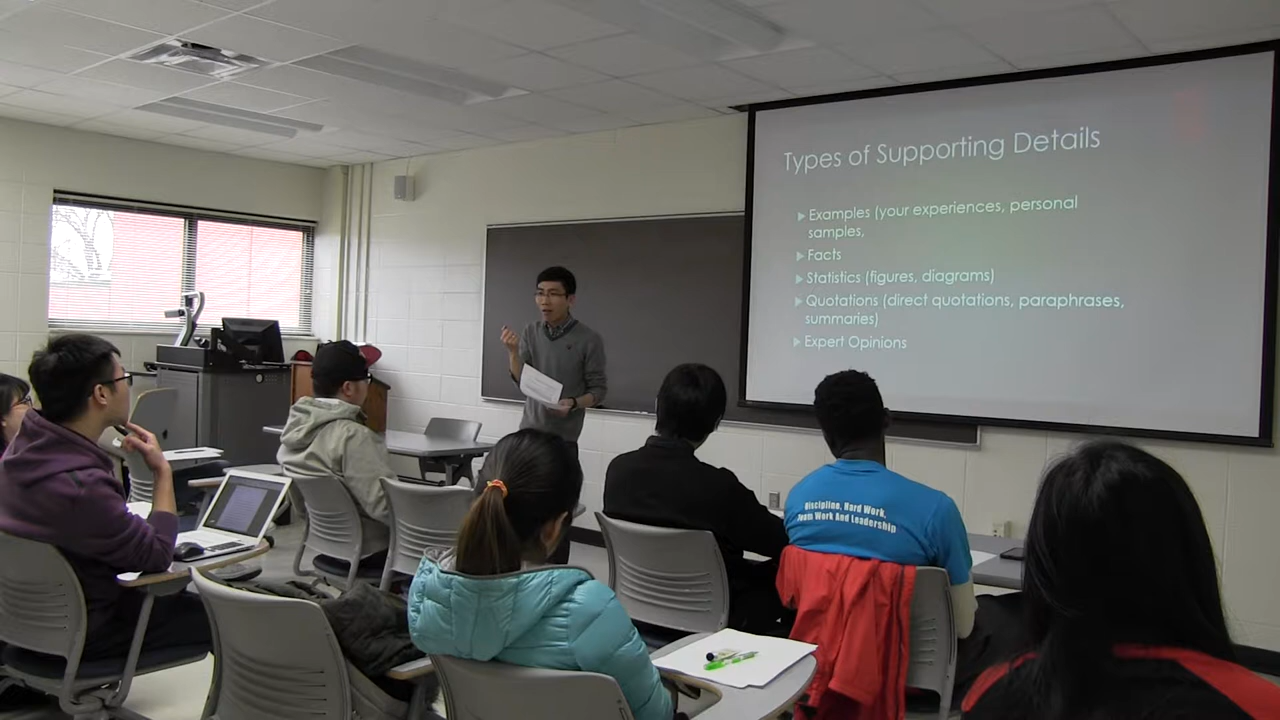 Types of Supporting Details
Examples (your experiences, personal
samples,
Facts
Statistics (figures, diagrams)
Quotations (direct quotations, paraphrases,
summaries)
Expert Opinions
Discipline, Hard Work,
Team Work And Leadership